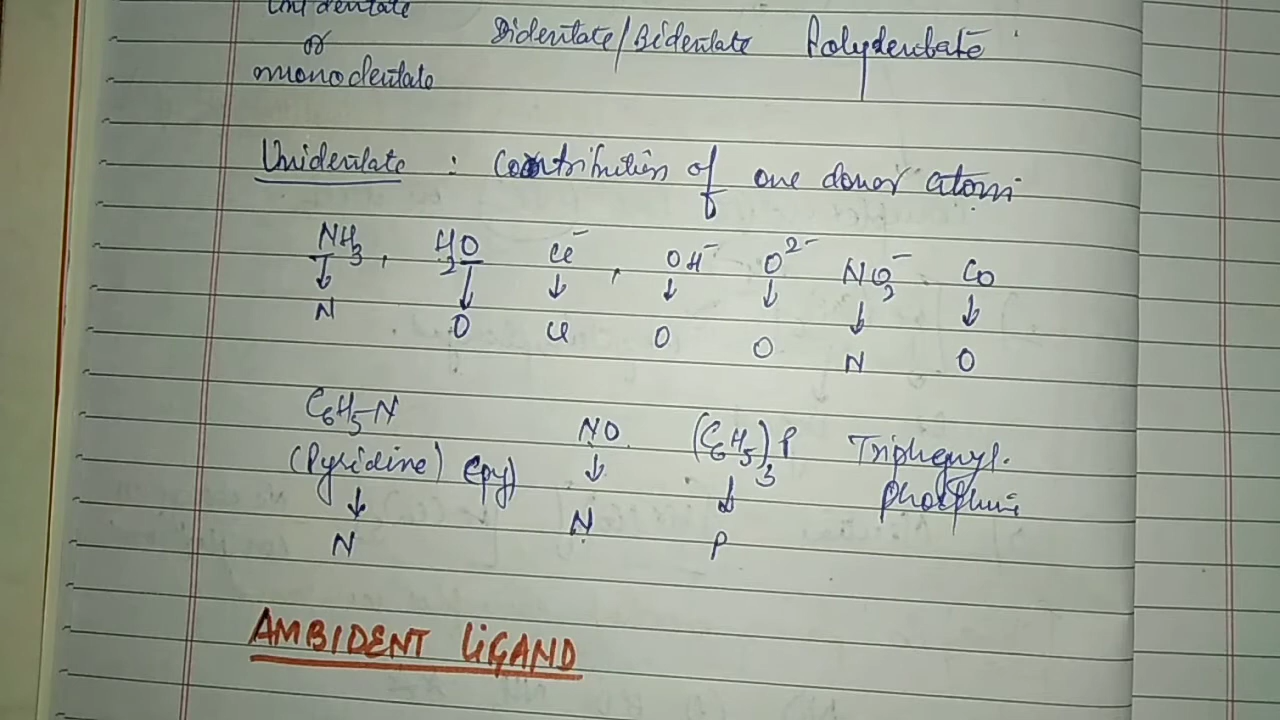 Unidentate
or
monodentate
Didentate/Bidentate Polydentate
Unidentate : Contribution of one donor atom
NH₃, H₂O Cl⁻, OH⁻ O²⁻ NO₃⁻ CO
↓ ↓ ↓ ↓ ↓ ↓ ↓
N O Cl O O N O
C₆H₅-N NO (C₆H₅)₃P Triphenyl.
(Pyridine) (py) ↓ ↓ phosphine
↓ N P
N
AMBIDENT LIGAND